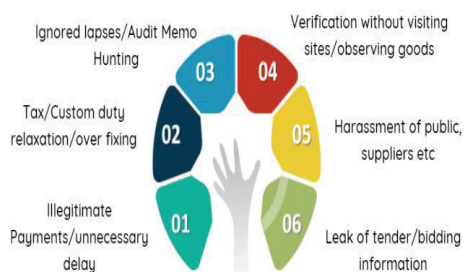 Ignored lapses/Audit Memo
Hunting
03
04
Verification without visiting
sites/observing goods
Tax/Custom duty
relaxation/over fixing
02
05
Harassment of public,
suppliers etc
Illegitimate
Payments/unnecessary
delay
01
06
Leak of tender/bidding
information